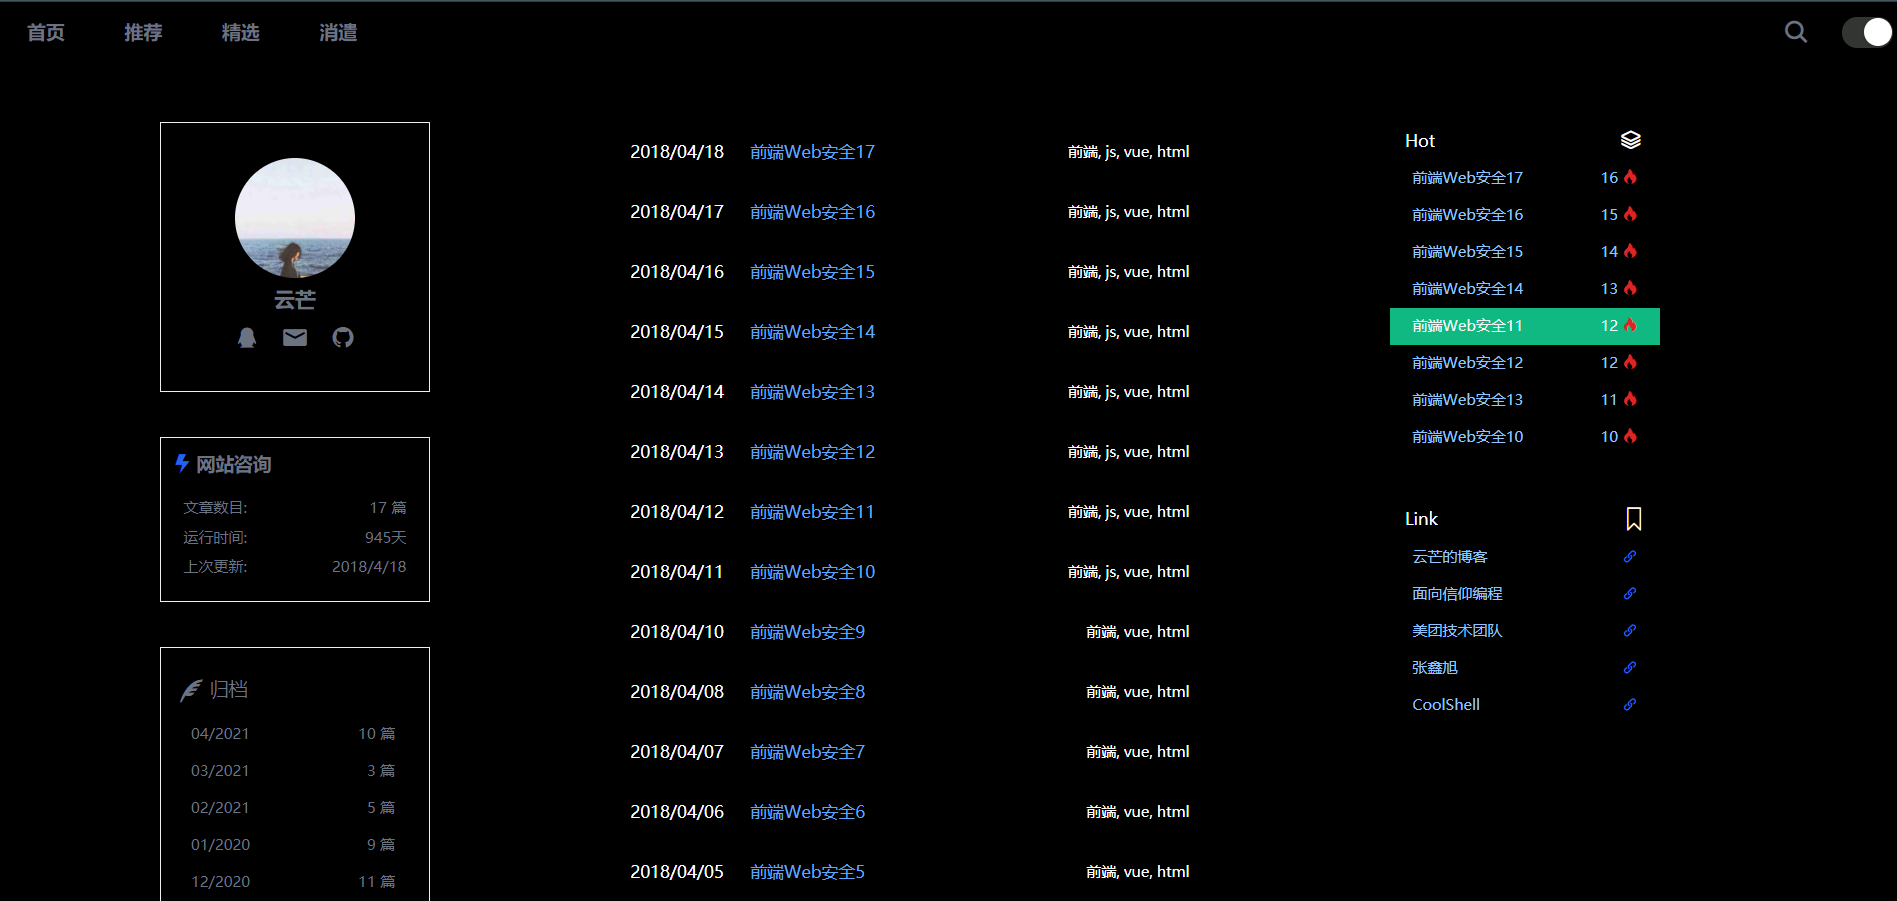 首页 推荐 精选 消遣
云芒
网站咨询
文章数目: 17 篇
运行时间: 945天
上次更新: 2018/4/18
归档
04/2021 10 篇
03/2021 3 篇
02/2021 5 篇
01/2020 9 篇
12/2020 11 篇
2018/04/18 前端Web安全17 前端, js, vue, html
2018/04/17 前端Web安全16 前端, js, vue, html
2018/04/16 前端Web安全15 前端, js, vue, html
2018/04/15 前端Web安全14 前端, js, vue, html
2018/04/14 前端Web安全13 前端, js, vue, html
2018/04/13 前端Web安全12 前端, js, vue, html
2018/04/12 前端Web安全11 前端, js, vue, html
2018/04/11 前端Web安全10 前端, js, vue, html
2018/04/10 前端Web安全9 前端, vue, html
2018/04/08 前端Web安全8 前端, vue, html
2018/04/07 前端Web安全7 前端, vue, html
2018/04/06 前端Web安全6 前端, vue, html
2018/04/05 前端Web安全5 前端, vue, html
Hot
前端Web安全17 16
前端Web安全16 15
前端Web安全15 14
前端Web安全14 13
前端Web安全11 12
前端Web安全12 12
前端Web安全13 11
前端Web安全10 10
Link
云芒的博客
面向信仰编程
美团技术团队
张鑫旭
CoolShell